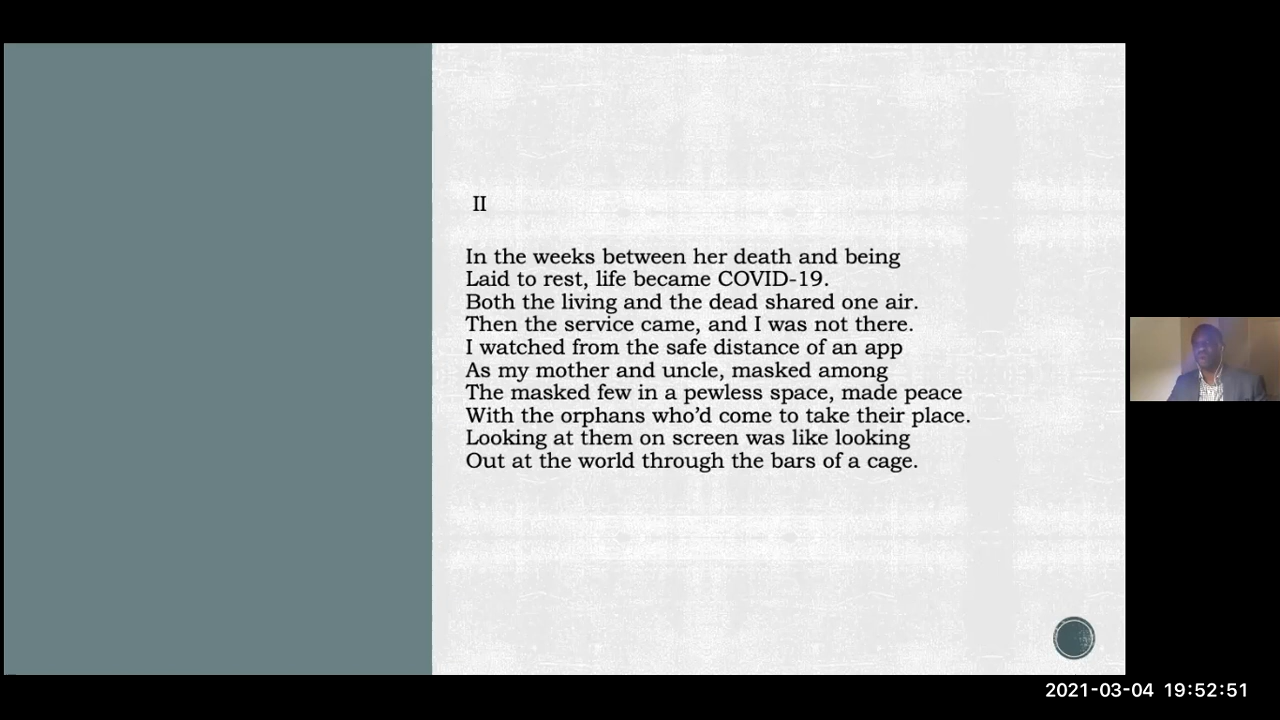 II
In the weeks between her death and being
Laid to rest, life became COVID-19.
Both the living and the dead shared one air.
Then the service came, and I was not there.
I watched from the safe distance of an app
As my mother and uncle, masked among
The masked few in a pewless space, made peace
With the orphans who’d come to take their place.
Looking at them on screen was like looking
Out at the world through the bars of a cage.
2021-03-04 19:52:51